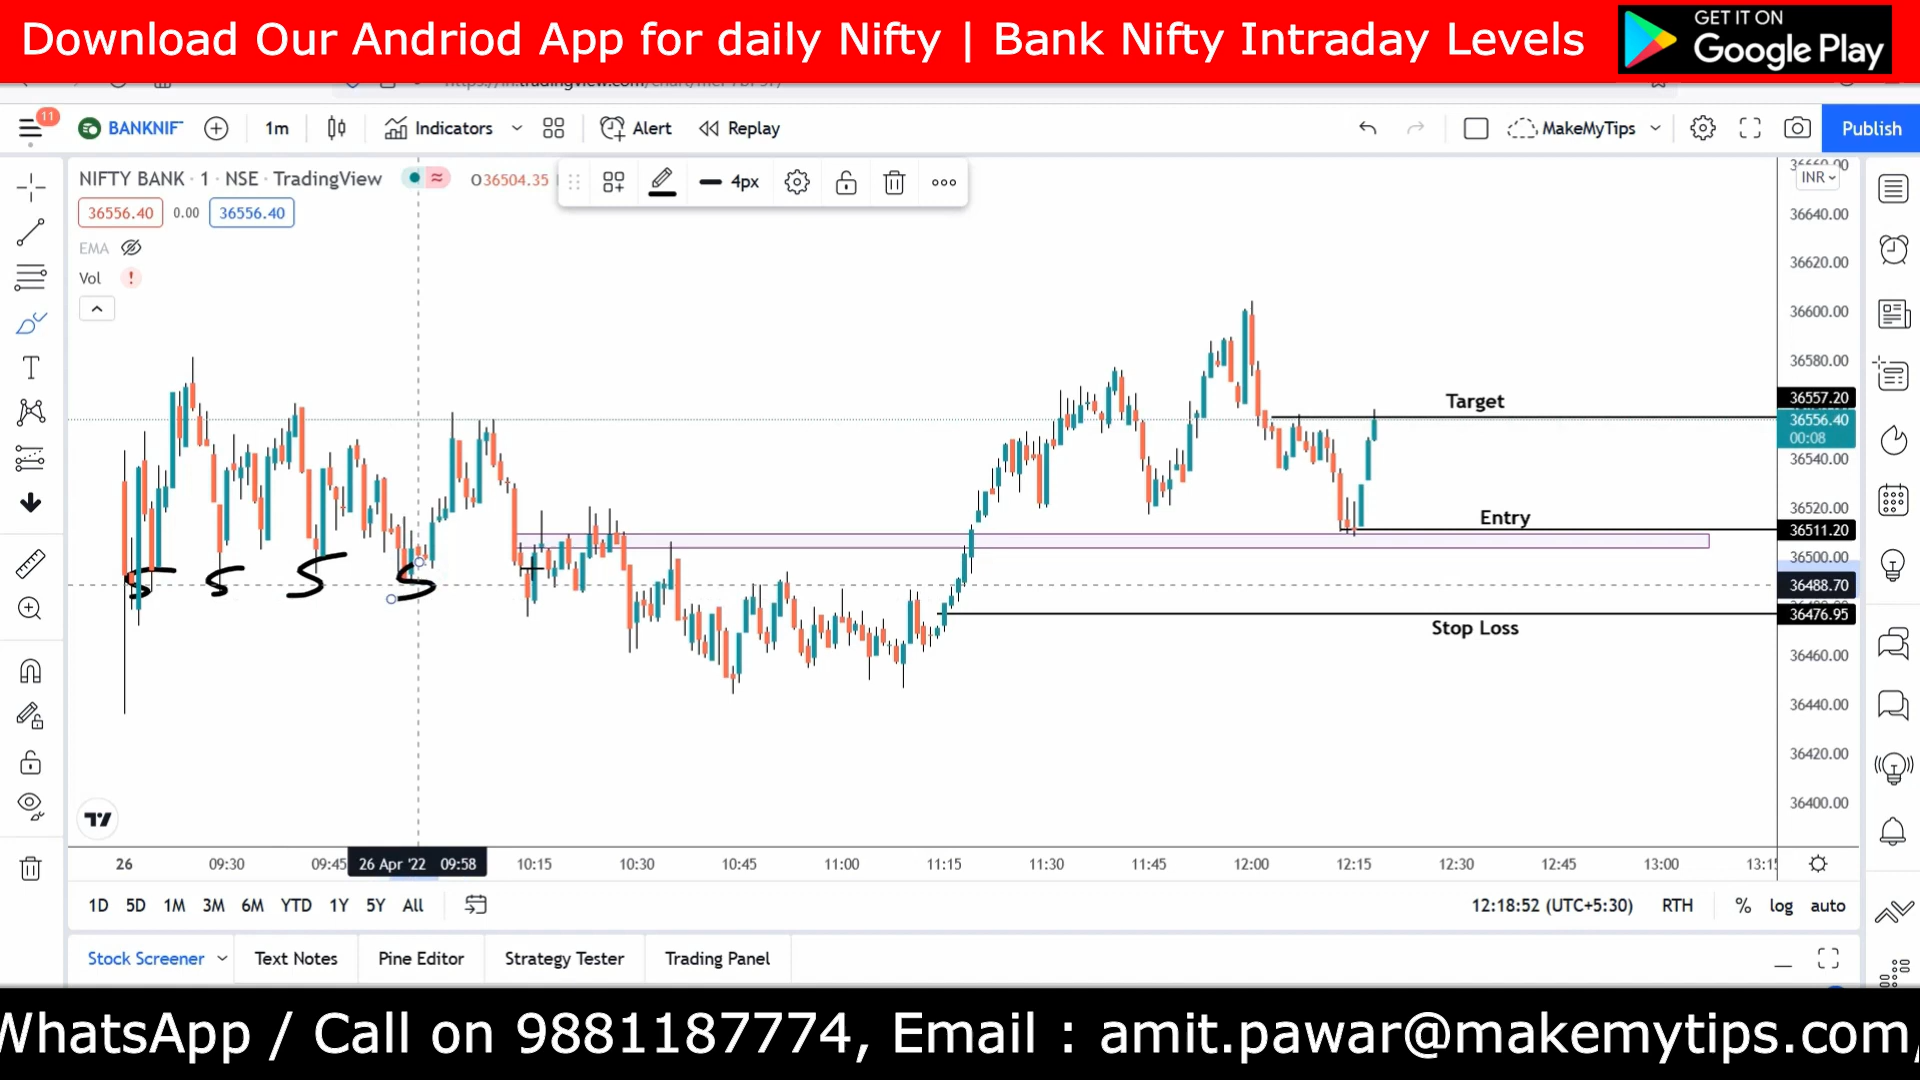 Download Our Andriod App for daily Nifty | Bank Nifty Intraday Levels
GET IT ON
Google Play
11
BANKNIF
1m
Indicators
Alert
Replay
MakeMyTips
Publish
NIFTY BANK · 1 · NSE · TradingView
O36504.35
4px
36556.40 0.00 36556.40
EMA
Vol
!
INR
36640.00
36620.00
36600.00
36580.00
Target
36557.20
36556.40
00:08
36540.00
36520.00
Entry
36511.20
36500.00
S S S S
36488.70
36476.95
Stop Loss
36460.00
36440.00
36420.00
36400.00
26 09:30 09:45 26 Apr '22 09:58 10:15 10:30 10:45 11:00 11:15 11:30 11:45 12:00 12:15 12:30 12:45 13:00 13:15
1D 5D 1M 3M 6M YTD 1Y 5Y All
12:18:52 (UTC+5:30) RTH % log auto
Stock Screener Text Notes Pine Editor Strategy Tester Trading Panel
WhatsApp / Call on 9881187774, Email : amit.pawar@makemytips.com,